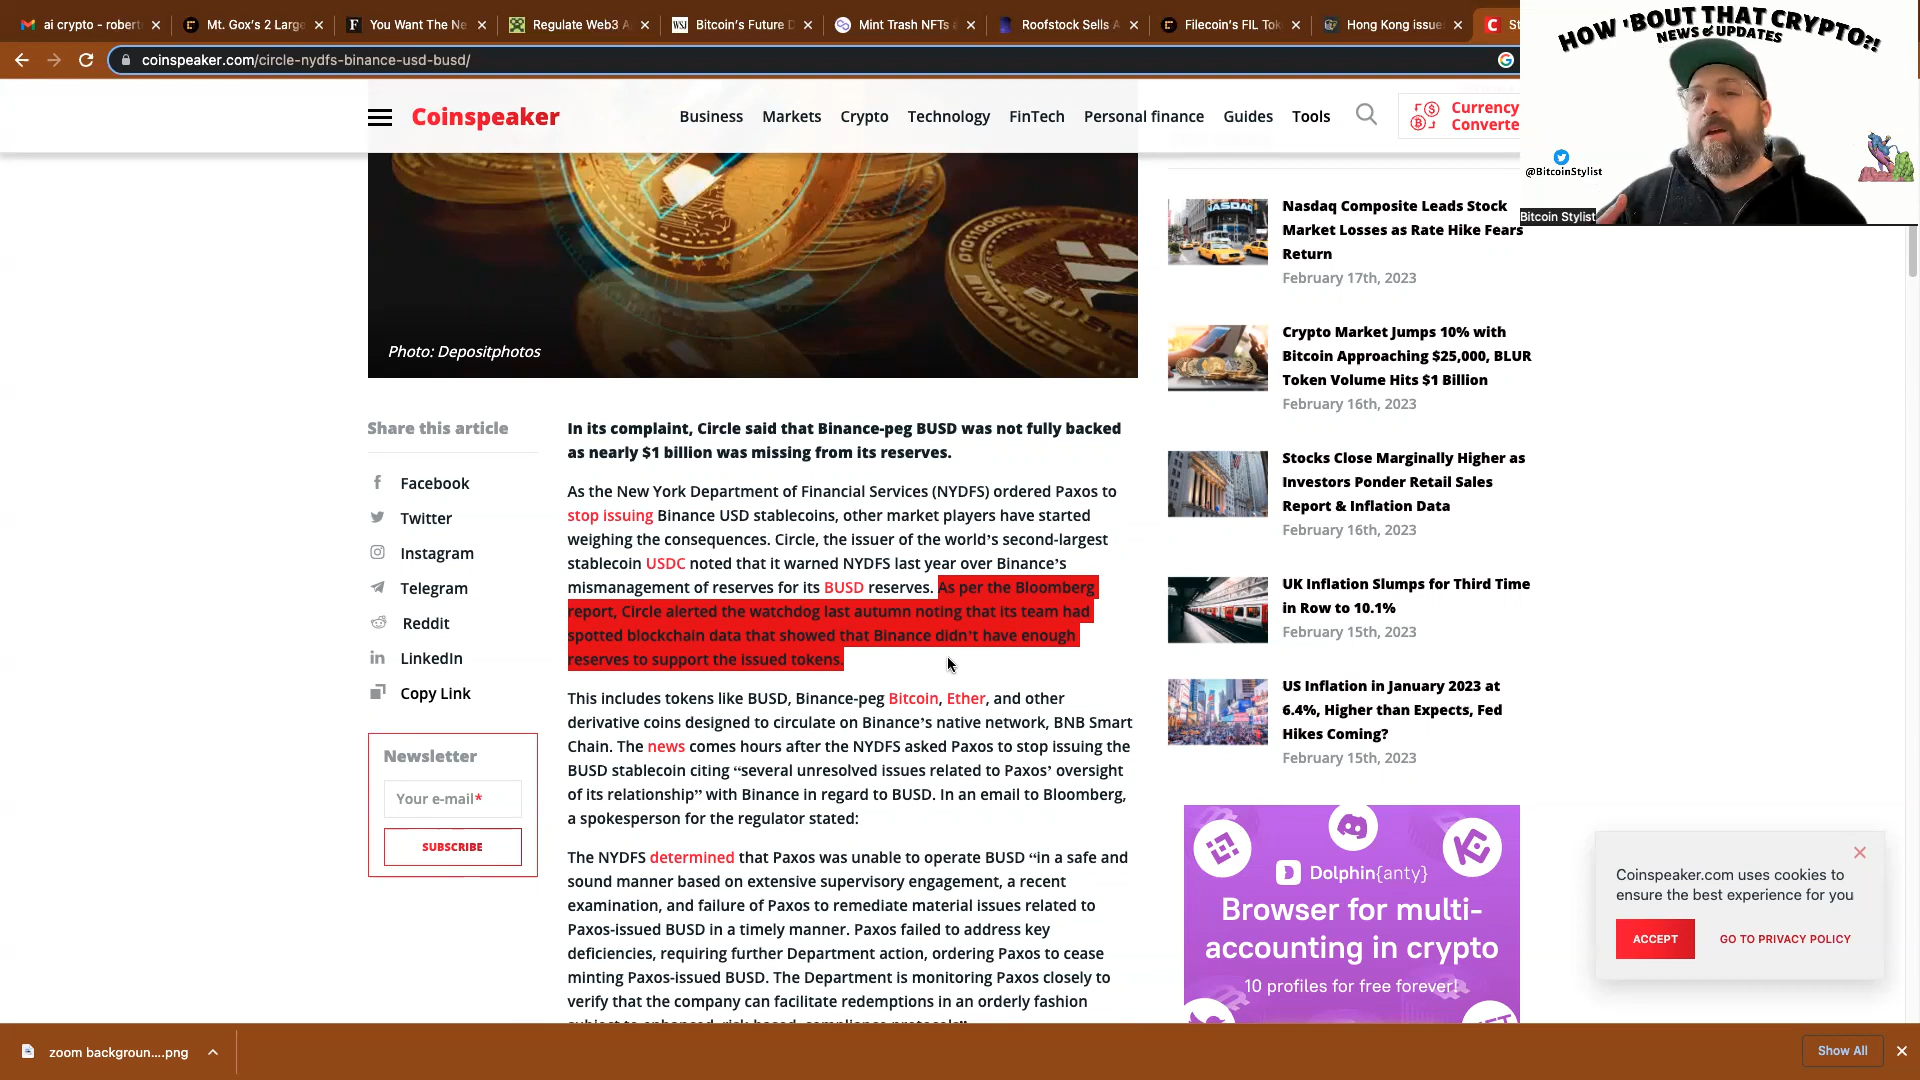 ai crypto - robert
Mt. Gox's 2 Large
You Want The Ne
Regulate Web3 A
Bitcoin's Future D
Mint Trash NFTs a
Roofstock Sells A
Filecoin's FIL Tok
Hong Kong issue
coinspeaker.com/circle-nydfs-binance-usd-busd/
HOW 'BOUT THAT CRYPTO?!
NEWS & UPDATES
@BitcoinStylist
Bitcoin Stylist
Coinspeaker
Business
Markets
Crypto
Technology
FinTech
Personal finance
Guides
Tools
Currency
Converte
Photo: Depositphotos
Share this article
Facebook
Twitter
Instagram
Telegram
Reddit
LinkedIn
Copy Link
Newsletter
Your e-mail*
SUBSCRIBE
In its complaint, Circle said that Binance-peg BUSD was not fully backed
as nearly $1 billion was missing from its reserves.
As the New York Department of Financial Services (NYDFS) ordered Paxos to
stop issuing Binance USD stablecoins, other market players have started
weighing the consequences. Circle, the issuer of the world's second-largest
stablecoin USDC noted that it warned NYDFS last year over Binance's
mismanagement of reserves for its BUSD reserves. As per the Bloomberg
report, Circle alerted the watchdog last autumn noting that its team had
spotted blockchain data that showed that Binance didn't have enough
reserves to support the issued tokens.
This includes tokens like BUSD, Binance-peg Bitcoin, Ether, and other
derivative coins designed to circulate on Binance's native network, BNB Smart
Chain. The news comes hours after the NYDFS asked Paxos to stop issuing the
BUSD stablecoin citing “several unresolved issues related to Paxos’ oversight
of its relationship” with Binance in regard to BUSD. In an email to Bloomberg,
a spokesperson for the regulator stated:
The NYDFS determined that Paxos was unable to operate BUSD “in a safe and
sound manner based on extensive supervisory engagement, a recent
examination, and failure of Paxos to remediate material issues related to
Paxos-issued BUSD in a timely manner. Paxos failed to address key
deficiencies, requiring further Department action, ordering Paxos to cease
minting Paxos-issued BUSD. The Department is monitoring Paxos closely to
verify that the company can facilitate redemptions in an orderly fashion
Nasdaq Composite Leads Stock
Market Losses as Rate Hike Fears
Return
February 17th, 2023
Crypto Market Jumps 10% with
Bitcoin Approaching $25,000, BLUR
Token Volume Hits $1 Billion
February 16th, 2023
Stocks Close Marginally Higher as
Investors Ponder Retail Sales
Report & Inflation Data
February 16th, 2023
UK Inflation Slumps for Third Time
in Row to 10.1%
February 15th, 2023
US Inflation in January 2023 at
6.4%, Higher than Expects, Fed
Hikes Coming?
February 15th, 2023
Dolphin{anty}
Browser for multi-
accounting in crypto
10 profiles for free forever!
Coinspeaker.com uses cookies to
ensure the best experience for you
ACCEPT
GO TO PRIVACY POLICY
zoom backgroun....png
Show All